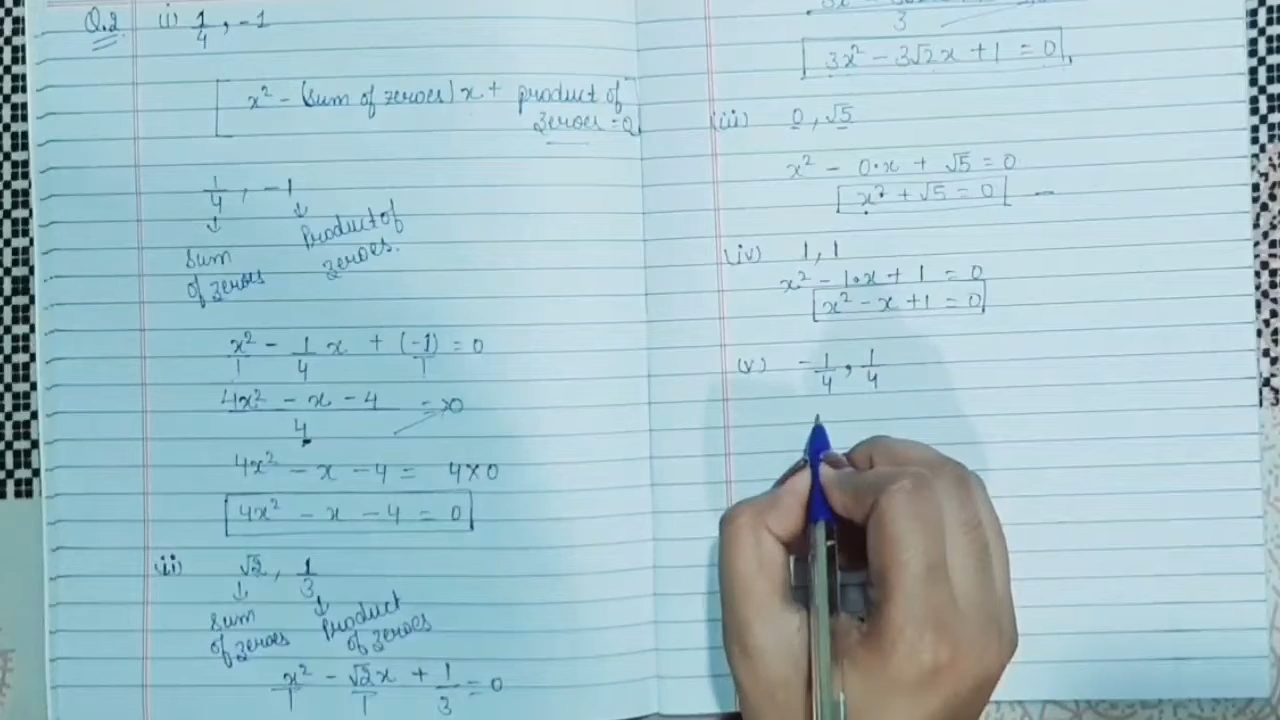 Q.2 (i) 1/4, -1
x² - (Sum of zeroes) x + product of
zeroes = 0
1/4, -1
↓ ↓
Sum Product of
of zeroes zeroes.
x²/1 - 1/4 x + (-1)/1 = 0
4x² - x - 4 / 4 = 0
4x² - x - 4 = 4×0
4x² - x - 4 = 0
(ii) √2, 1/3
↓ ↓
Sum Product
of zeroes of zeroes
x²/1 - √2x/1 + 1/3 = 0
3
3x² - 3√2x + 1 = 0
(iii) 0, √5
x² - 0·x + √5 = 0
x² + √5 = 0
(iv) 1, 1
x² - 1·x + 1 = 0
x² - x + 1 = 0
(v) -1/4, 1/4